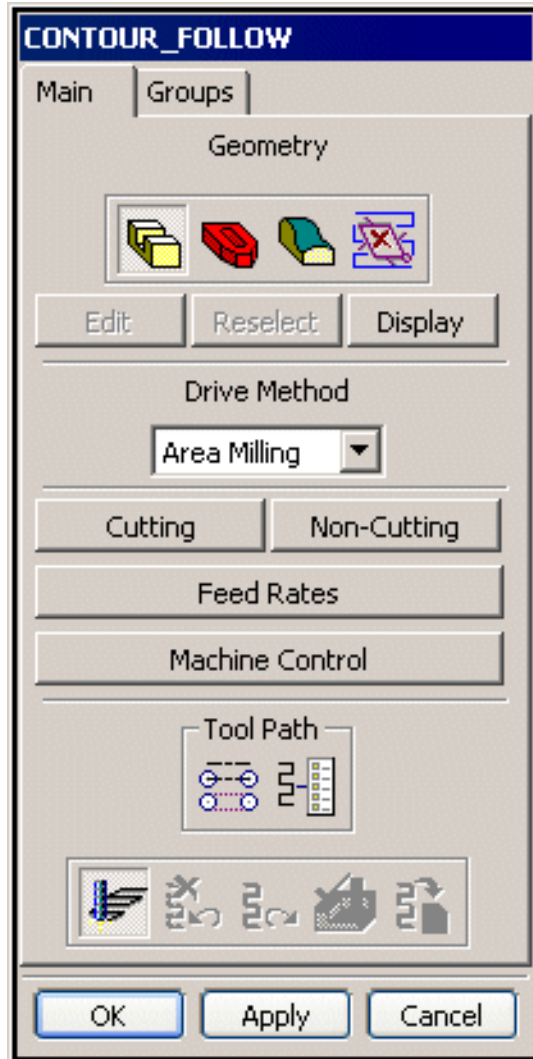 CONTOUR_FOLLOW
Main Groups
Geometry
Edit Reselect Display
Drive Method
Area Milling
Cutting Non-Cutting
Feed Rates
Machine Control
Tool Path
OK Apply Cancel